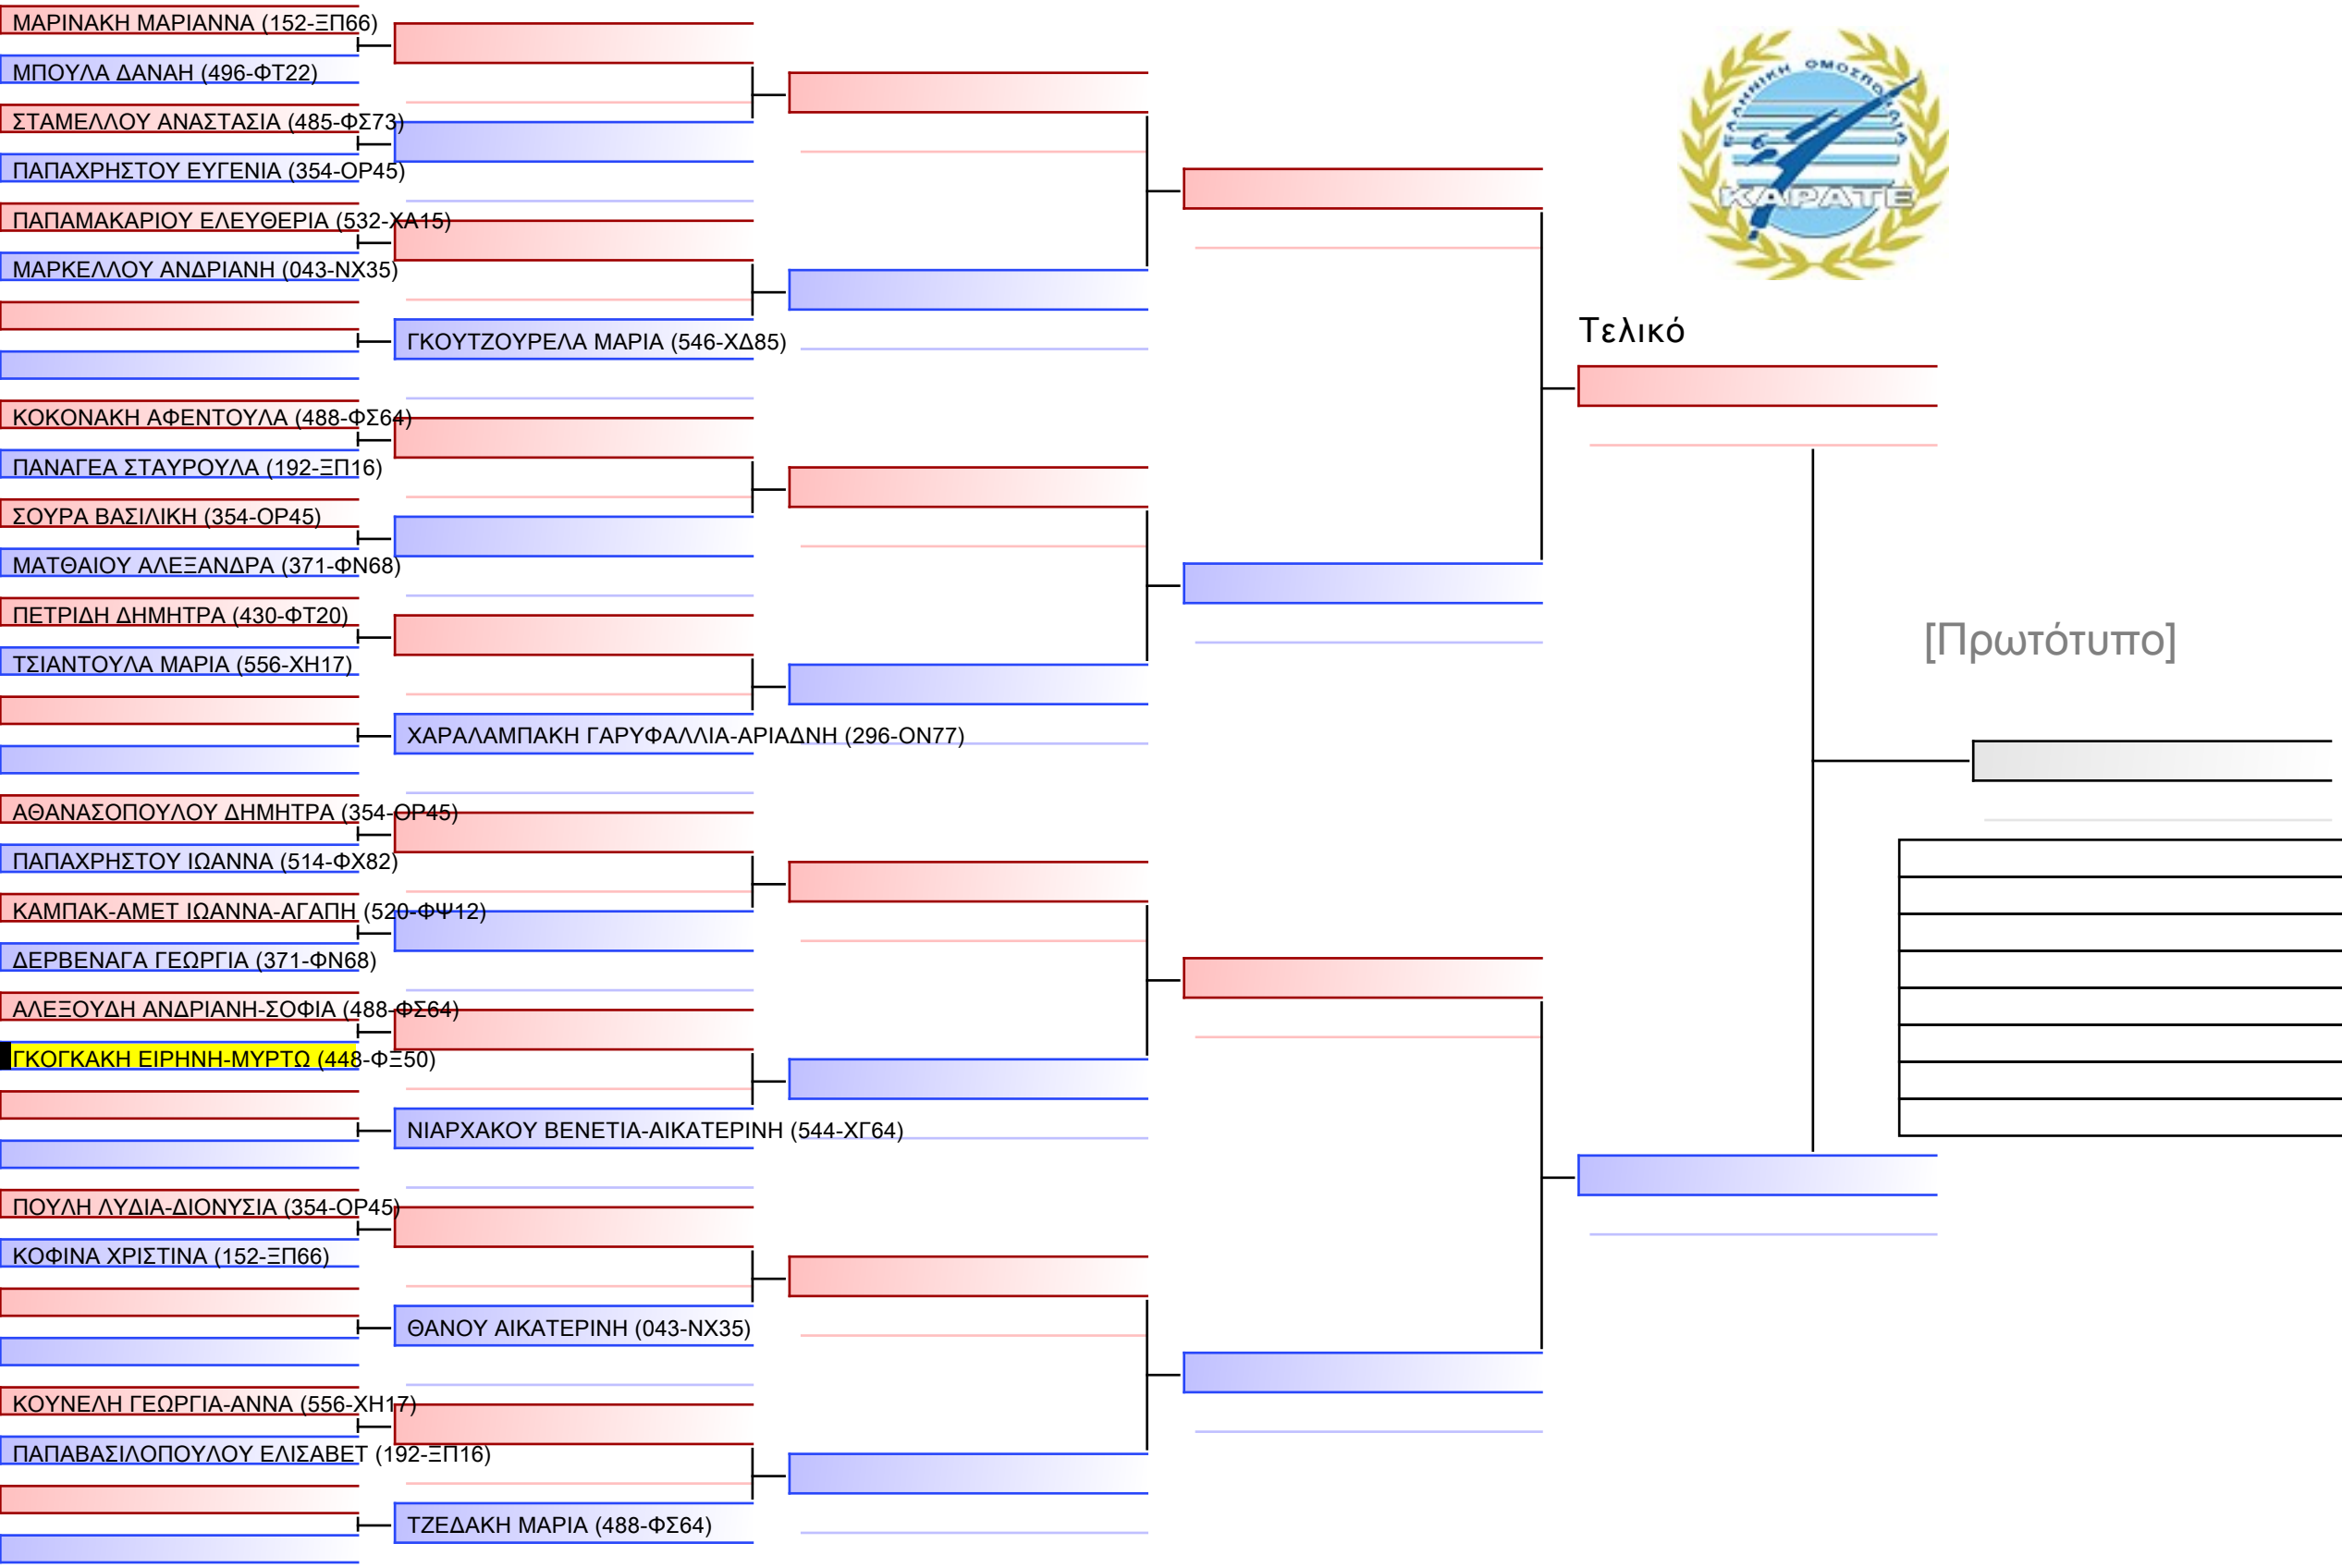 ΜΑΡΙΝΑΚΗ ΜΑΡΙΑΝΝΑ (152-ΞΠ66)
ΜΠΟΥΛΑ ΔΑΝΑΗ (496-ΦΤ22)
ΣΤΑΜΕΛΛΟΥ ΑΝΑΣΤΑΣΙΑ (485-ΦΣ73)
ΠΑΠΑΧΡΗΣΤΟΥ ΕΥΓΕΝΙΑ (354-ΟΡ45)
ΠΑΠΑΜΑΚΑΡΙΟΥ ΕΛΕΥΘΕΡΙΑ (532-ΧΑ15)
ΜΑΡΚΕΛΛΟΥ ΑΝΔΡΙΑΝΗ (043-ΝΧ35)
ΓΚΟΥΤΖΟΥΡΕΛΑ ΜΑΡΙΑ (546-ΧΔ85)
ΚΟΚΟΝΑΚΗ ΑΦΕΝΤΟΥΛΑ (488-ΦΣ64)
ΠΑΝΑΓΕΑ ΣΤΑΥΡΟΥΛΑ (192-ΞΠ16)
ΣΟΥΡΑ ΒΑΣΙΛΙΚΗ (354-ΟΡ45)
ΜΑΤΘΑΙΟΥ ΑΛΕΞΑΝΔΡΑ (371-ΦΝ68)
ΠΕΤΡΙΔΗ ΔΗΜΗΤΡΑ (430-ΦΤ20)
ΤΣΙΑΝΤΟΥΛΑ ΜΑΡΙΑ (556-ΧΗ17)
ΧΑΡΑΛΑΜΠΑΚΗ ΓΑΡΥΦΑΛΛΙΑ-ΑΡΙΑΔΝΗ (296-ΟΝ77)
ΑΘΑΝΑΣΟΠΟΥΛΟΥ ΔΗΜΗΤΡΑ (354-ΟΡ45)
ΠΑΠΑΧΡΗΣΤΟΥ ΙΩΑΝΝΑ (514-ΦΧ82)
ΚΑΜΠΑΚ-ΑΜΕΤ ΙΩΑΝΝΑ-ΑΓΑΠΗ (520-ΦΨ12)
ΔΕΡΒΕΝΑΓΑ ΓΕΩΡΓΙΑ (371-ΦΝ68)
ΑΛΕΞΟΥΔΗ ΑΝΔΡΙΑΝΗ-ΣΟΦΙΑ (488-ΦΣ64)
ΓΚΟΓΚΑΚΗ ΕΙΡΗΝΗ-ΜΥΡΤΩ (448-ΦΞ50)
ΝΙΑΡΧΑΚΟΥ ΒΕΝΕΤΙΑ-ΑΙΚΑΤΕΡΙΝΗ (544-ΧΓ64)
ΠΟΥΛΗ ΛΥΔΙΑ-ΔΙΟΝΥΣΙΑ (354-ΟΡ45)
ΚΟΦΙΝΑ ΧΡΙΣΤΙΝΑ (152-ΞΠ66)
ΘΑΝΟΥ ΑΙΚΑΤΕΡΙΝΗ (043-ΝΧ35)
ΚΟΥΝΕΛΗ ΓΕΩΡΓΙΑ-ΑΝΝΑ (556-ΧΗ17)
ΠΑΠΑΒΑΣΙΛΟΠΟΥΛΟΥ ΕΛΙΣΑΒΕΤ (192-ΞΠ16)
ΤΖΕΔΑΚΗ ΜΑΡΙΑ (488-ΦΣ64)
ΕΛΛΗΝΙΚΗ ΟΜΟΣΠΟΝΔΙΑ
ΚΑΡΑΤΕ
Τελικό
[Πρωτότυπο]